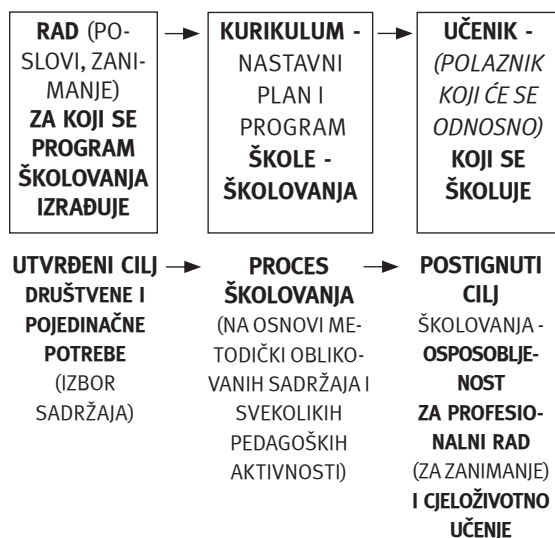 RAD (PO-
SLOVI, ZANI-
MANJE)
ZA KOJI SE
PROGRAM
ŠKOLOVANJA
IZRAĐUJE
KURIKULUM -
NASTAVNI
PLAN I
PROGRAM
ŠKOLE -
ŠKOLOVANJA
UČENIK -
(POLAZNIK
KOJI ĆE SE
ODNOSNO)
KOJI SE
ŠKOLUJE
UTVRĐENI CILJ
DRUŠTVENE I
POJEDINAČNE
POTREBE
(IZBOR
SADRŽAJA)
PROCES
ŠKOLOVANJA
(NA OSNOVI ME-
TODIČKI OBLIKO-
VANIH SADRŽAJA I
SVEKOLIKIH
PEDAGOŠKIH
AKTIVNOSTI)
POSTIGNUTI
CILJ
ŠKOLOVANJA -
OSPOSOBLJE-
NOST
ZA PROFESIO-
NALNI RAD
(ZA ZANIMANJE)
I CJELOŽIVOTNO
UČENJE